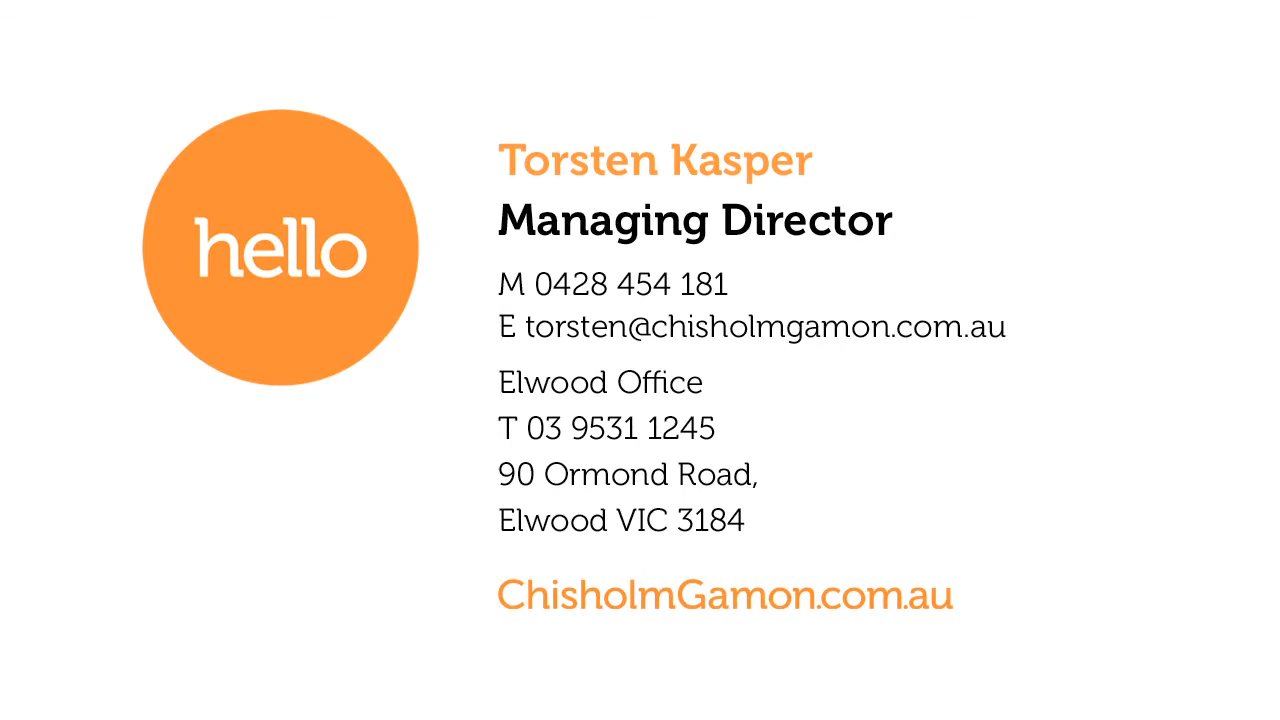 hello
Torsten Kasper
Managing Director
M 0428 454 181
E torsten@chisholmgamon.com.au
Elwood Office
T 03 9531 1245
90 Ormond Road,
Elwood VIC 3184
ChisholmGamon.com.au